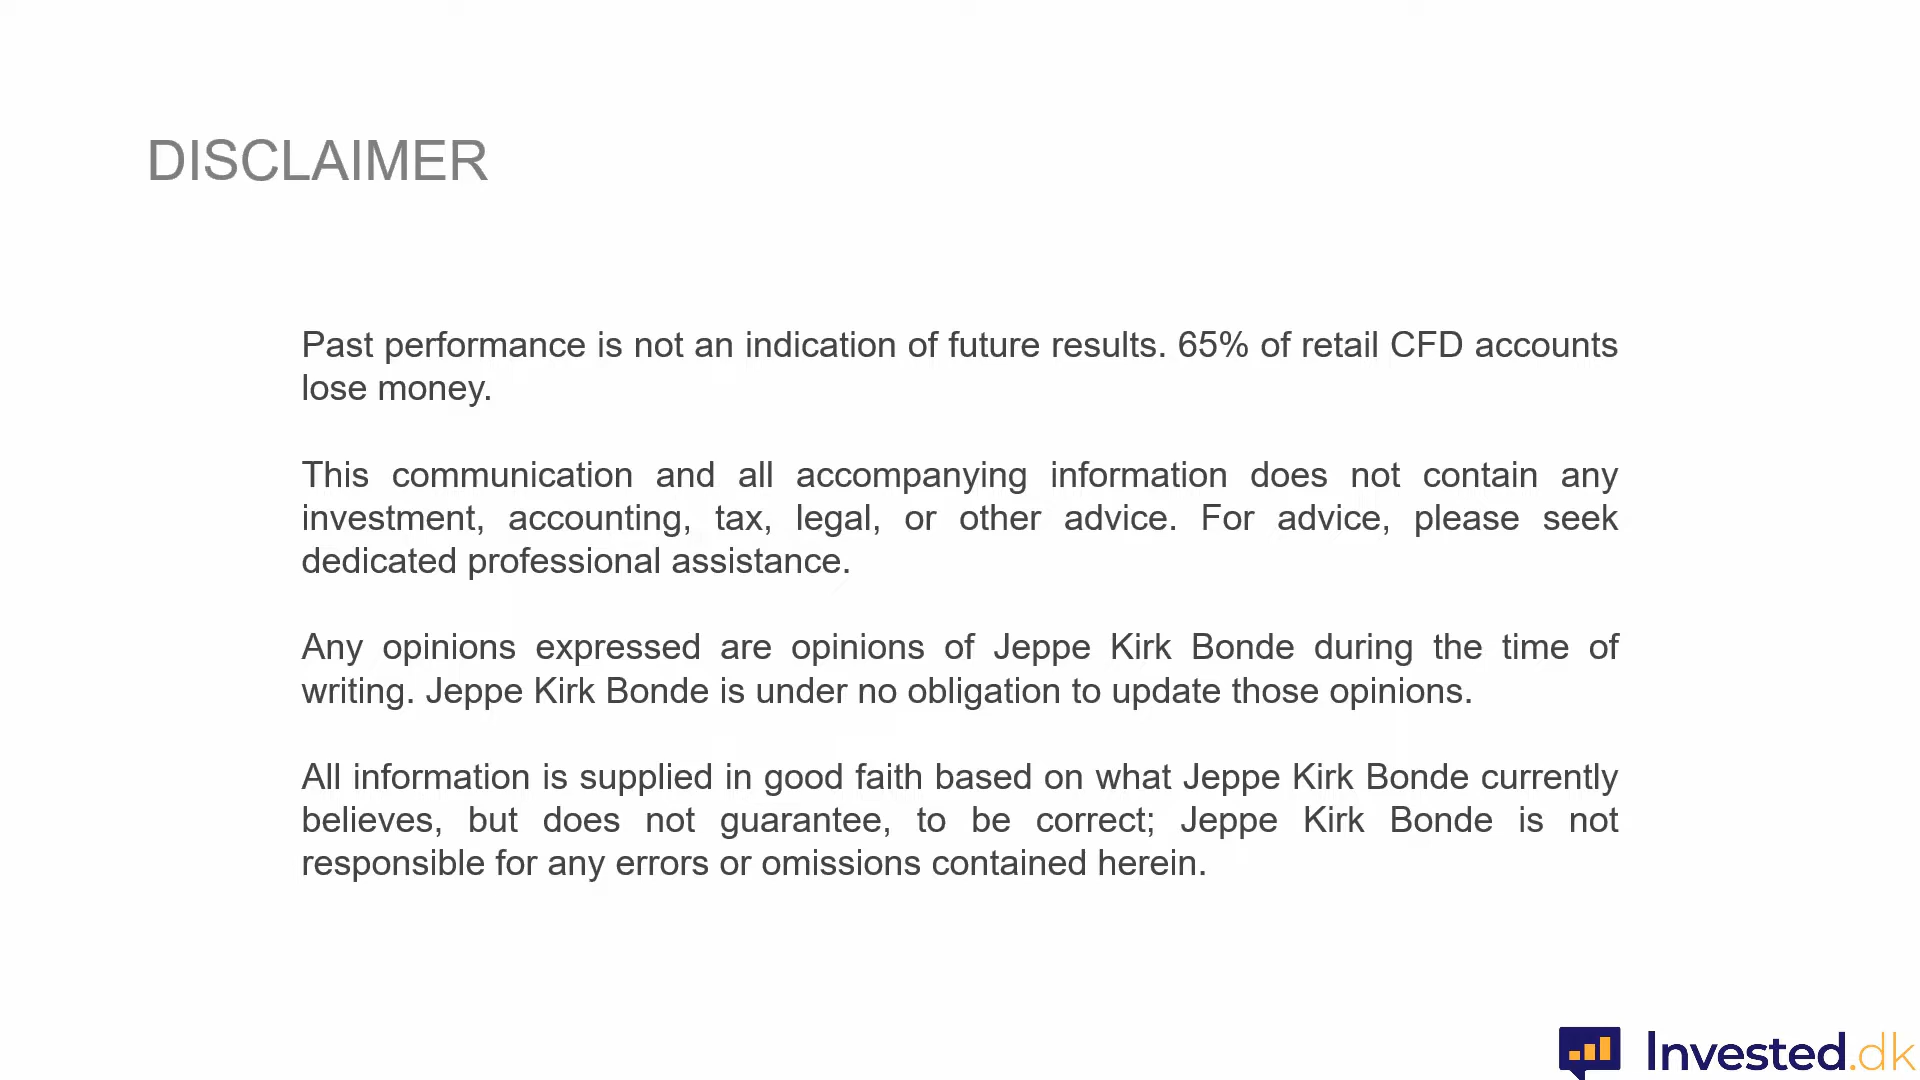 DISCLAIMER
Past performance is not an indication of future results. 65% of retail CFD accounts
lose money.
This communication and all accompanying information does not contain any
investment, accounting, tax, legal, or other advice. For advice, please seek
dedicated professional assistance.
Any opinions expressed are opinions of Jeppe Kirk Bonde during the time of
writing. Jeppe Kirk Bonde is under no obligation to update those opinions.
All information is supplied in good faith based on what Jeppe Kirk Bonde currently
believes, but does not guarantee, to be correct; Jeppe Kirk Bonde is not
responsible for any errors or omissions contained herein.
Invested.dk